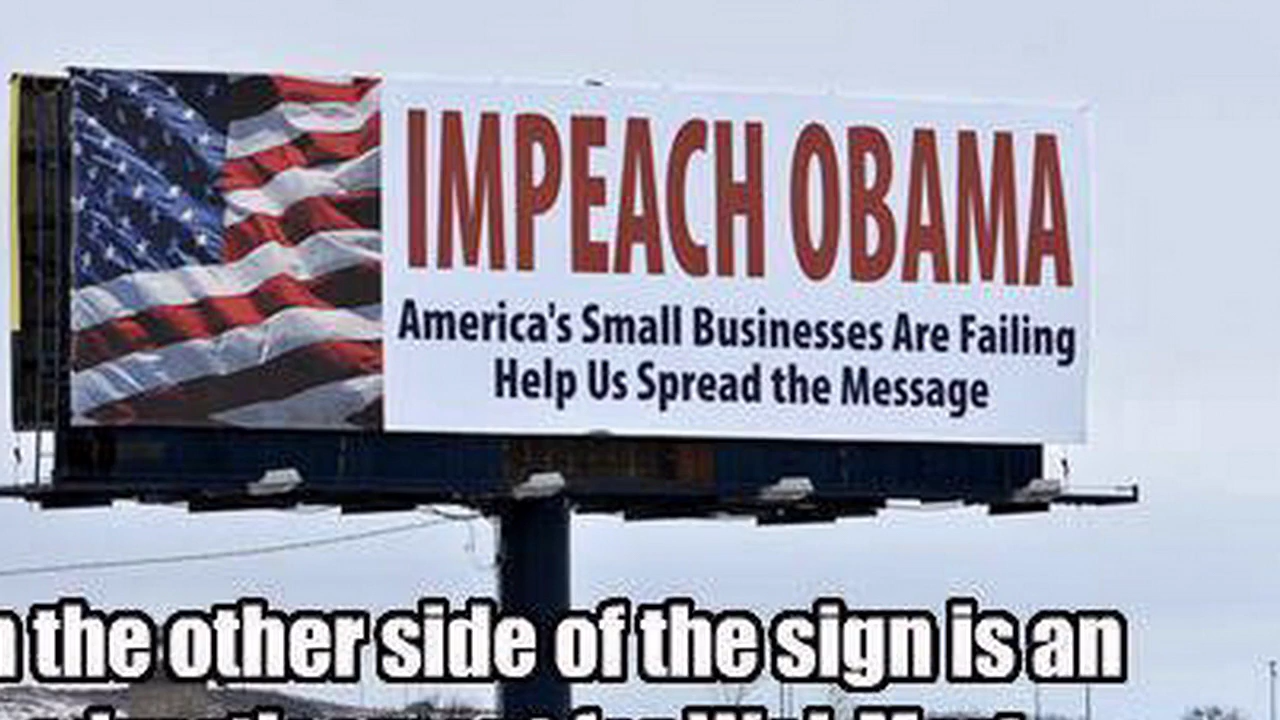 IMPEACH OBAMA
America's Small Businesses Are Failing
Help Us Spread the Message
the other side of the sign is an